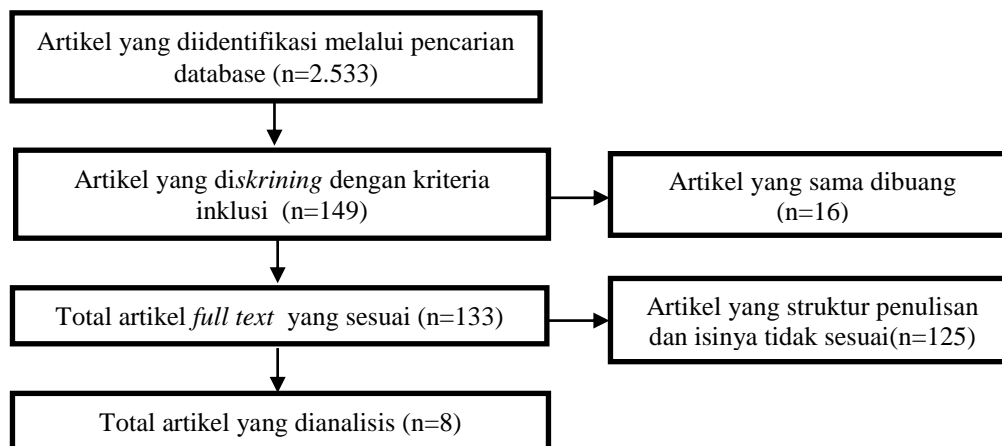 Artikel yang diidentifikasi melalui pencarian
database (n=2.533)
Artikel yang diskrining dengan kriteria
inklusi  (n=149)
Artikel yang sama dibuang
(n=16)
Total artikel full text  yang sesuai (n=133)
Artikel yang struktur penulisan
dan isinya tidak sesuai(n=125)
Total artikel yang dianalisis (n=8)